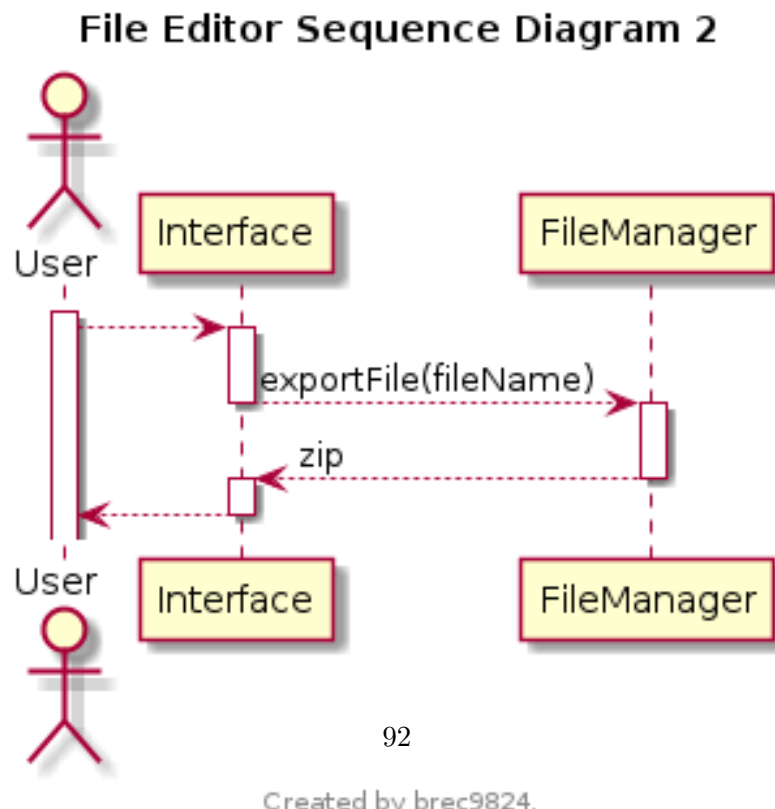 File Editor Sequence Diagram 2
User
Interface
FileManager
exportFile(fileName)
zip
User
Interface
FileManager
92
Created by brec9824.